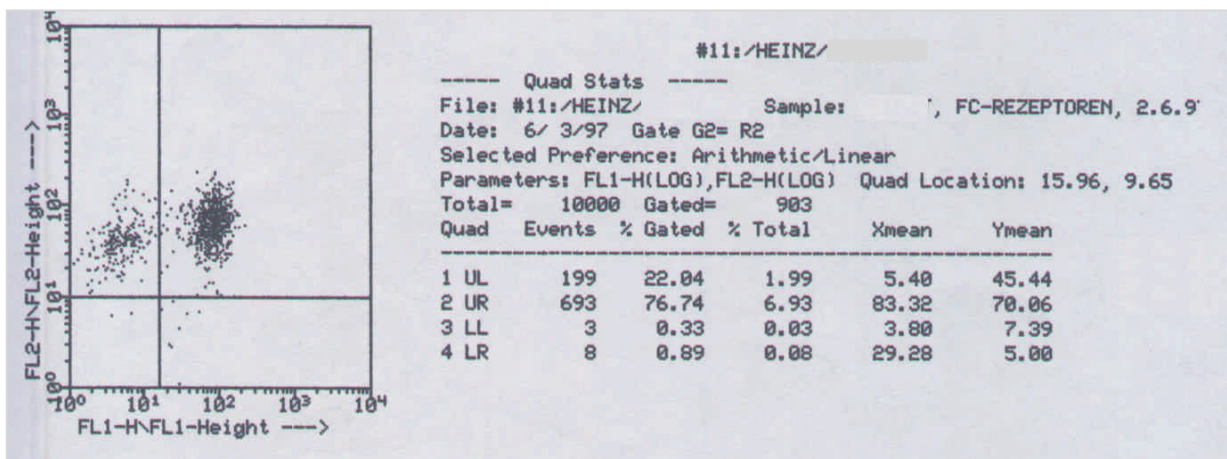 #11:/HEINZ/
----- Quad Stats -----
File: #11:/HEINZ/ Sample: , FC-REZEPTOREN, 2.6.9
Date: 6/ 3/97 Gate G2= R2
Selected Preference: Arithmetic/Linear
Parameters: FL1-H(LOG),FL2-H(LOG) Quad Location: 15.96, 9.65
Total= 10000 Gated= 903
Quad Events % Gated % Total Xmean Ymean
1 UL 199 22.04 1.99 5.40 45.44
2 UR 693 76.74 6.93 83.32 70.06
3 LL 3 0.33 0.03 3.80 7.39
4 LR 8 0.89 0.08 29.28 5.00
FL2-H\FL2-Height --->
10⁴
10³
10²
10¹
10⁰
10⁰ 10¹ 10² 10³ 10⁴
FL1-H\FL1-Height --->